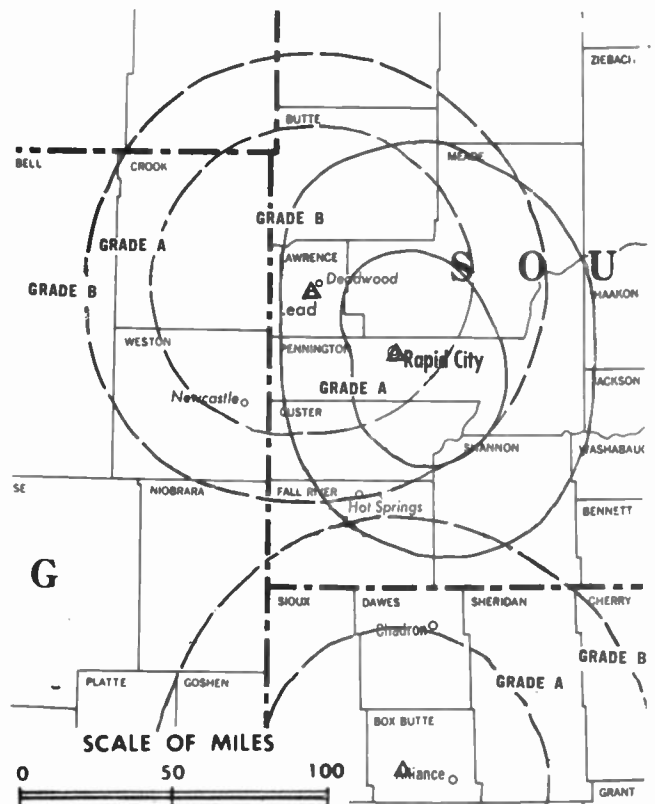 ZIEBACH
BUTTE
BELL
CROOK
MEADE
GRADE B
GRADE A
GRADE B
LAWRENCE
Deadwood
S O U
HAAKON
Lead
WESTON
PENNINGTON
Rapid City
JACKSON
GRADE A
Newcastle
CUSTER
SHANNON
WASHABAUK
SE
NIOBRARA
FALL RIVER
Hot Springs
BENNETT
G
SIOUX
DAWES
SHERIDAN
CHERRY
Chadron
GRADE B
GRADE A
PLATTE
GOSHEN
BOX BUTTE
SCALE OF MILES
0 50 100
Alliance
GRANT